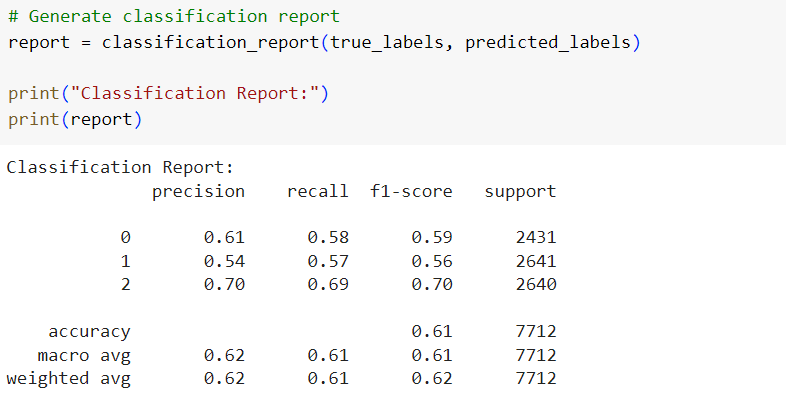 # Generate classification report
report = classification_report(true_labels, predicted_labels)
print("Classification Report:")
print(report)
Classification Report:
precision recall f1-score support
0 0.61 0.58 0.59 2431
1 0.54 0.57 0.56 2641
2 0.70 0.69 0.70 2640
accuracy 0.61 7712
macro avg 0.62 0.61 0.61 7712
weighted avg 0.62 0.61 0.62 7712